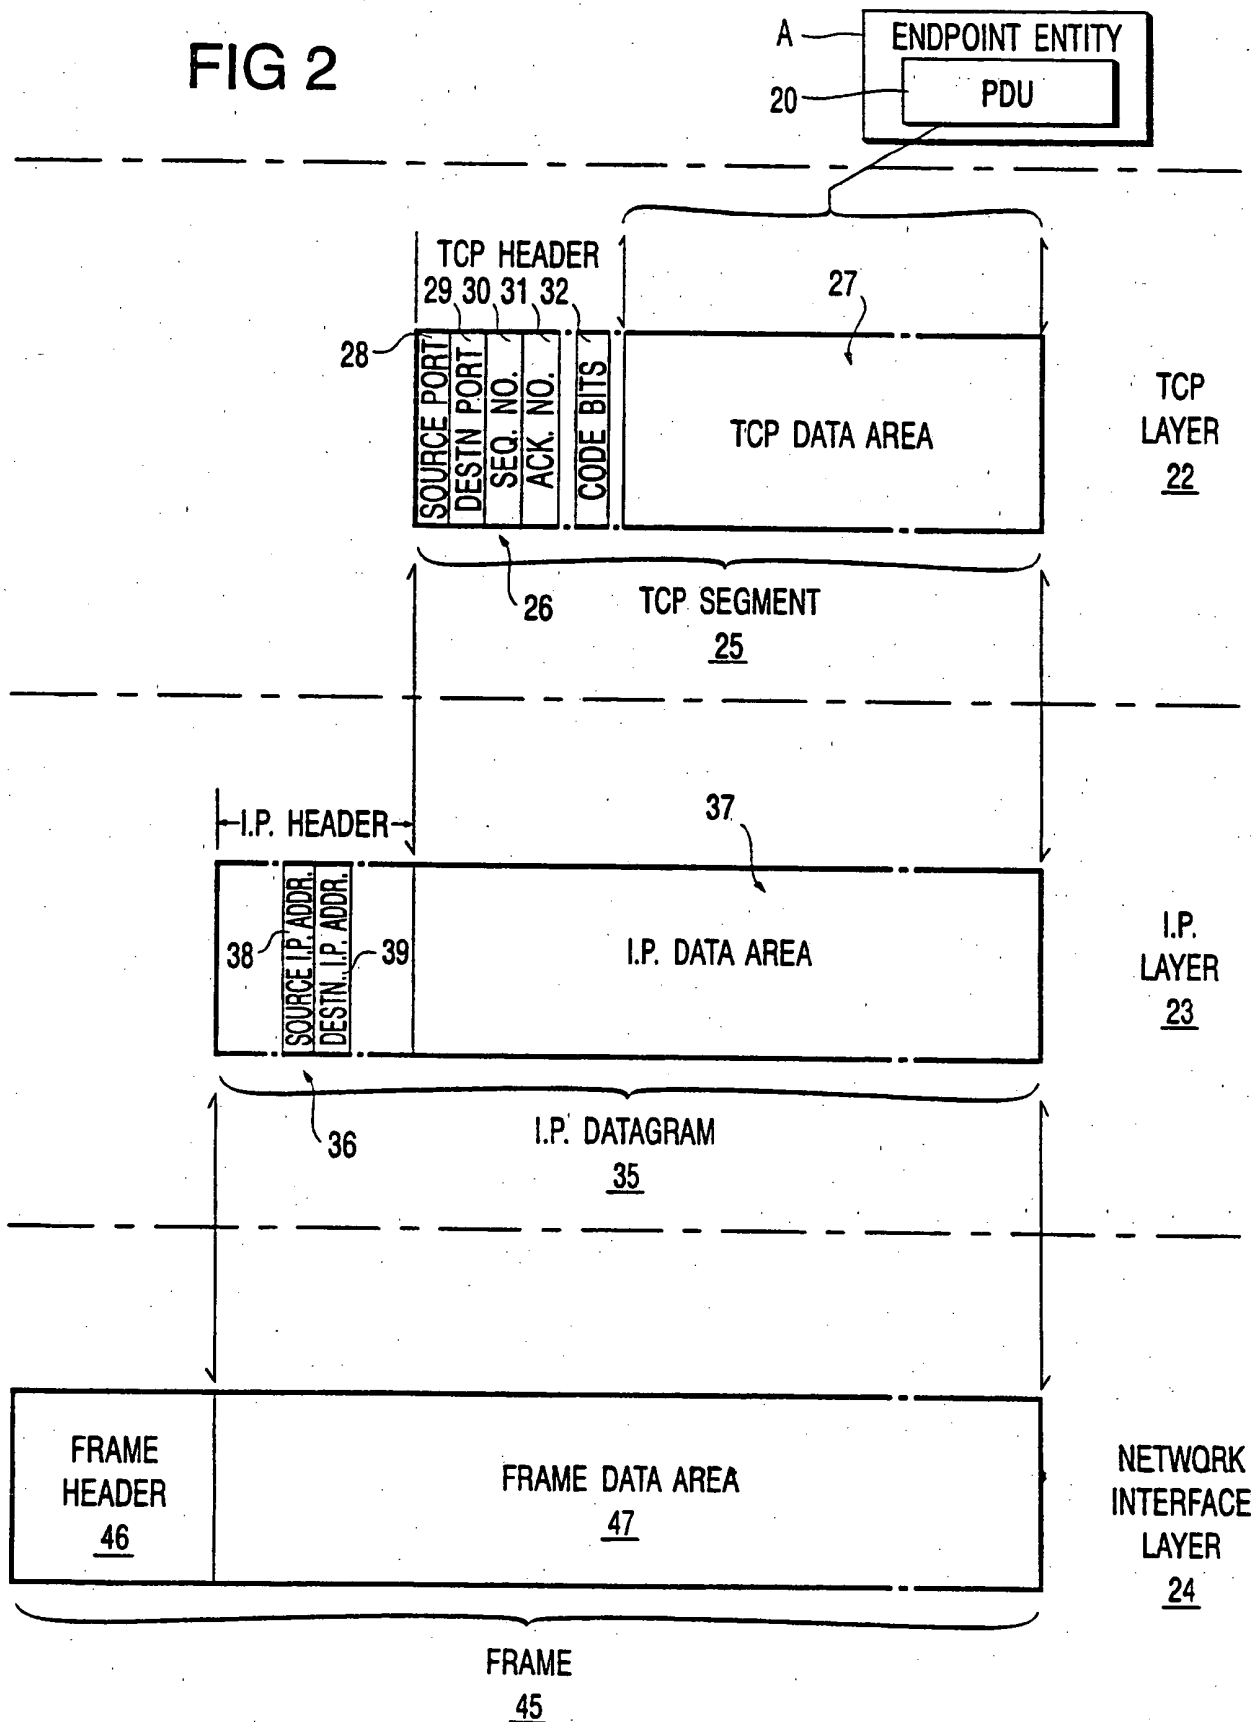 FIG 2
A
ENDPOINT ENTITY
20
PDU
TCP HEADER
29 30 31 32
28
SOURCE PORT
DESTN PORT
SEQ. NO.
ACK. NO.
CODE BITS
27
TCP DATA AREA
TCP
LAYER
22
26
TCP SEGMENT
25
I.P. HEADER
37
38
SOURCE I.P. ADDR.
DESTN. I.P. ADDR.
39
I.P. DATA AREA
I.P.
LAYER
23
36
I.P. DATAGRAM
35
FRAME
HEADER
46
FRAME DATA AREA
47
NETWORK
INTERFACE
LAYER
24
FRAME
45